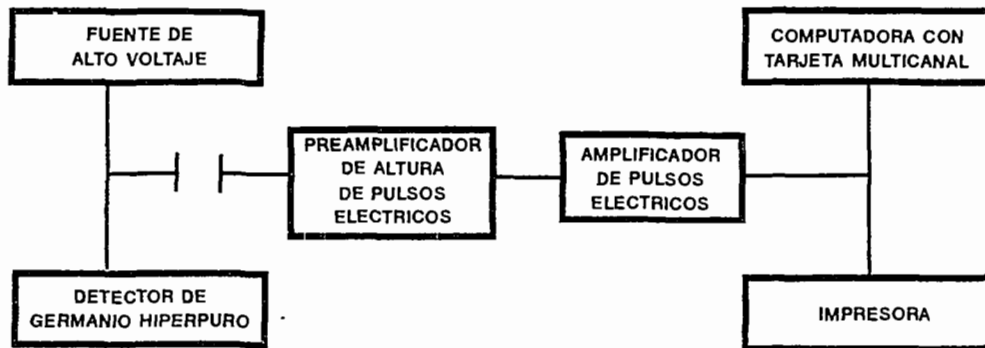 FUENTE DE
ALTO VOLTAJE
COMPUTADORA CON
TARJETA MULTICANAL
PREAMPLIFICADOR
DE ALTURA
DE PULSOS
ELECTRICOS
AMPLIFICADOR
DE PULSOS
ELECTRICOS
DETECTOR DE
GERMANIO HIPERPURO
IMPRESORA